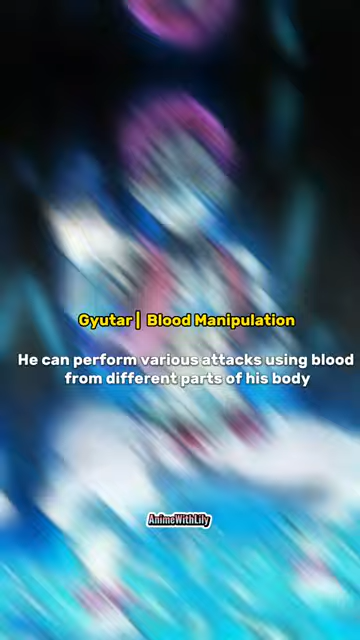 Gyutar | Blood Manipulation
He can perform various attacks using blood
from different parts of his body
AnimeWithLily